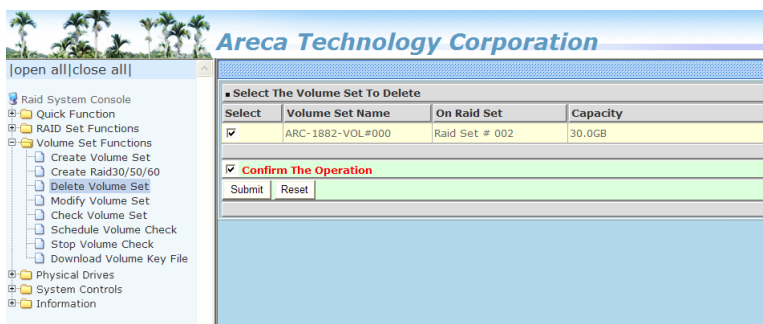 Areca Technology Corporation
|open all|close all|
Raid System Console
Quick Function
RAID Set Functions
Volume Set Functions
Create Volume Set
Create Raid30/50/60
Delete Volume Set
Modify Volume Set
Check Volume Set
Schedule Volume Check
Stop Volume Check
Download Volume Key File
Physical Drives
System Controls
Information
Select The Volume Set To Delete
Select Volume Set Name On Raid Set Capacity
ARC-1882-VOL#000 Raid Set # 002 30.0GB
Confirm The Operation
Submit Reset